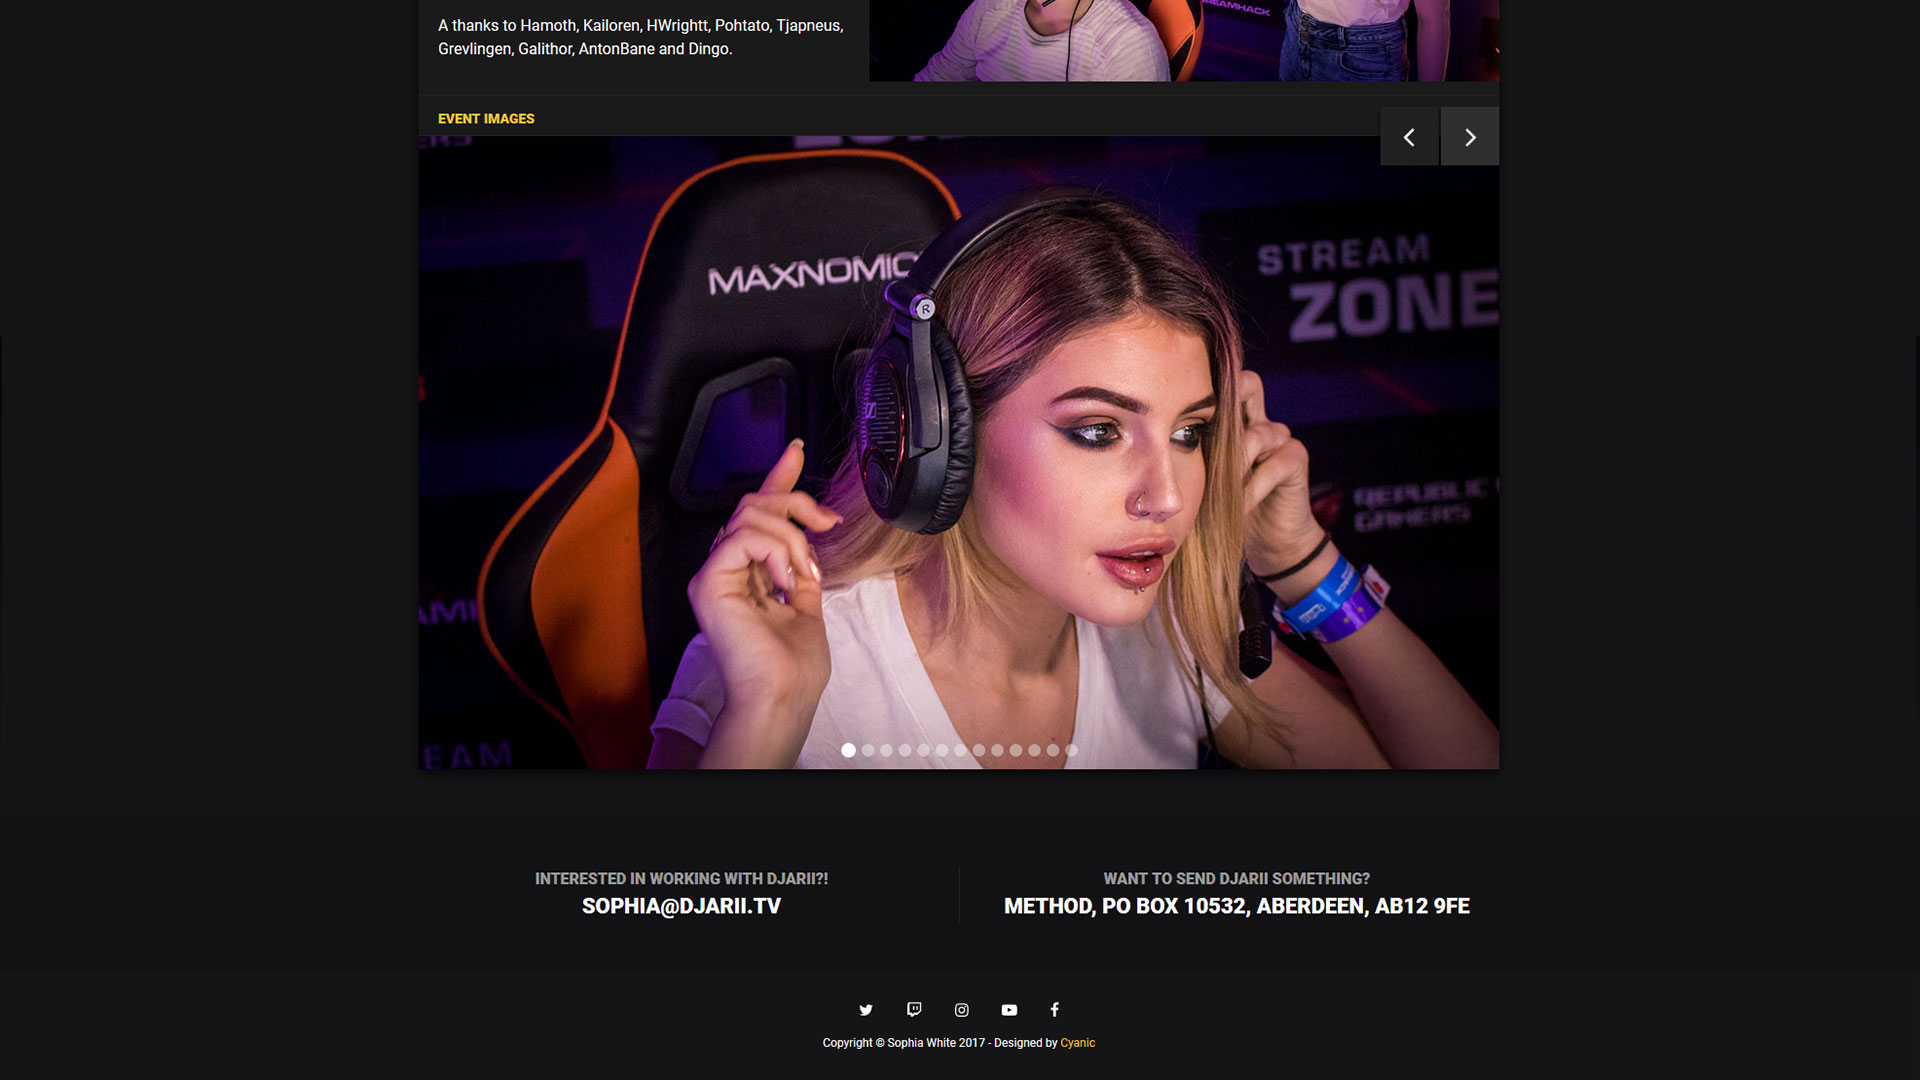 A thanks to Hamoth, Kailoren, HWrightt, Pohtato, Tjapneus,
Grevlingen, Galithor, AntonBane and Dingo.
DREAMHACK
EVENT IMAGES
MAXNOMIC
R
STREAM
ZONE
REPUBLIC
GAMERS
EAM
INTERESTED IN WORKING WITH DJARII?!
SOPHIA@DJARII.TV
WANT TO SEND DJARII SOMETHING?
METHOD, PO BOX 10532, ABERDEEN, AB12 9FE
Copyright © Sophia White 2017 - Designed by Cyanic